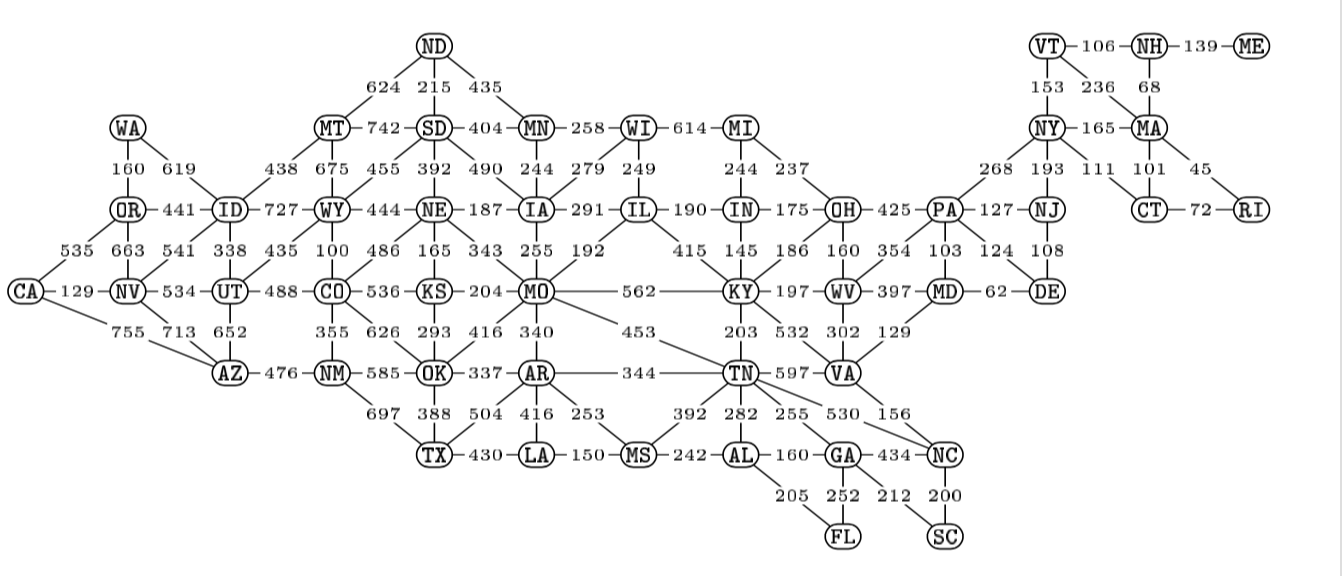 ND VT 106 NH 139 ME
624 215 435 153 236 68
WA MT 742 SD 404 MN 258 WI 614 MI NY 165 MA
160 619 438 675 455 392 490 244 279 249 244 237 268 193 111 101 45
OR 441 ID 727 WY 444 NE 187 IA 291 IL 190 IN 175 OH 425 PA 127 NJ CT 72 RI
535 663 541 338 435 100 486 165 343 255 192 415 145 186 160 354 103 124 108
CA 129 NV 534 UT 488 CO 536 KS 204 MO 562 KY 197 WV 397 MD 62 DE
755 713 652 355 626 293 416 340 453 203 532 302 129
AZ 476 NM 585 OK 337 AR 344 TN 597 VA
697 388 504 416 253 392 282 255 530 156
TX 430 LA 150 MS 242 AL 160 GA 434 NC
205 252 212 200
FL SC